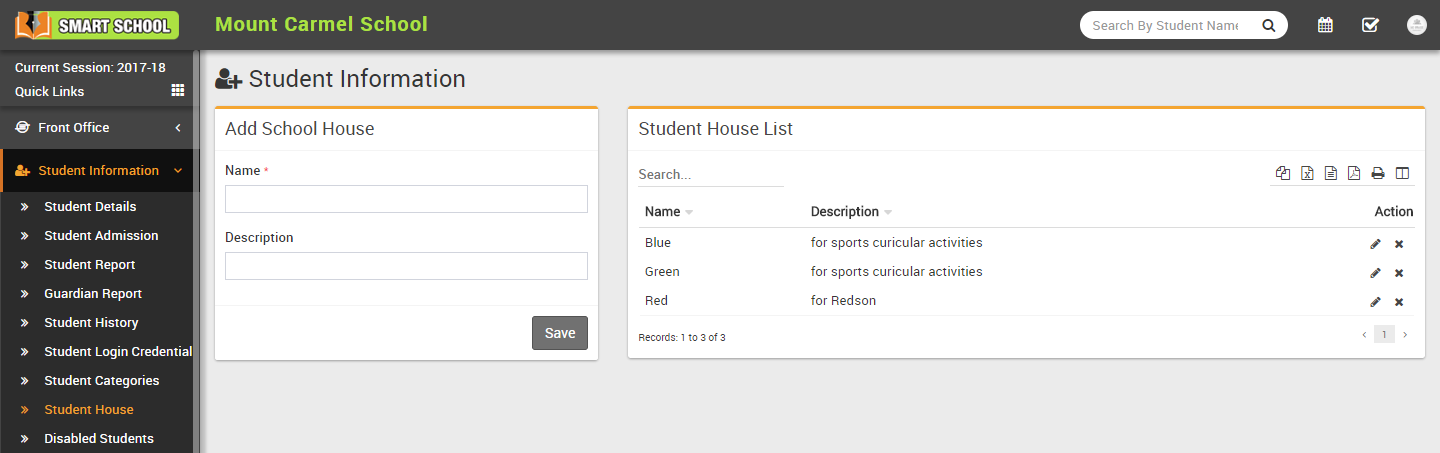 SMART SCHOOL
Mount Carmel School
Search By Student Name
Current Session: 2017-18
Quick Links
Front Office
Student Information
Student Details
Student Admission
Student Report
Guardian Report
Student History
Student Login Credential
Student Categories
Student House
Disabled Students
Student Information
Add School House
Name *
Description
Save
Student House List
Search...
Name Description Action
Blue for sports curicular activities
Green for sports curicular activities
Red for Redson
Records: 1 to 3 of 3
1